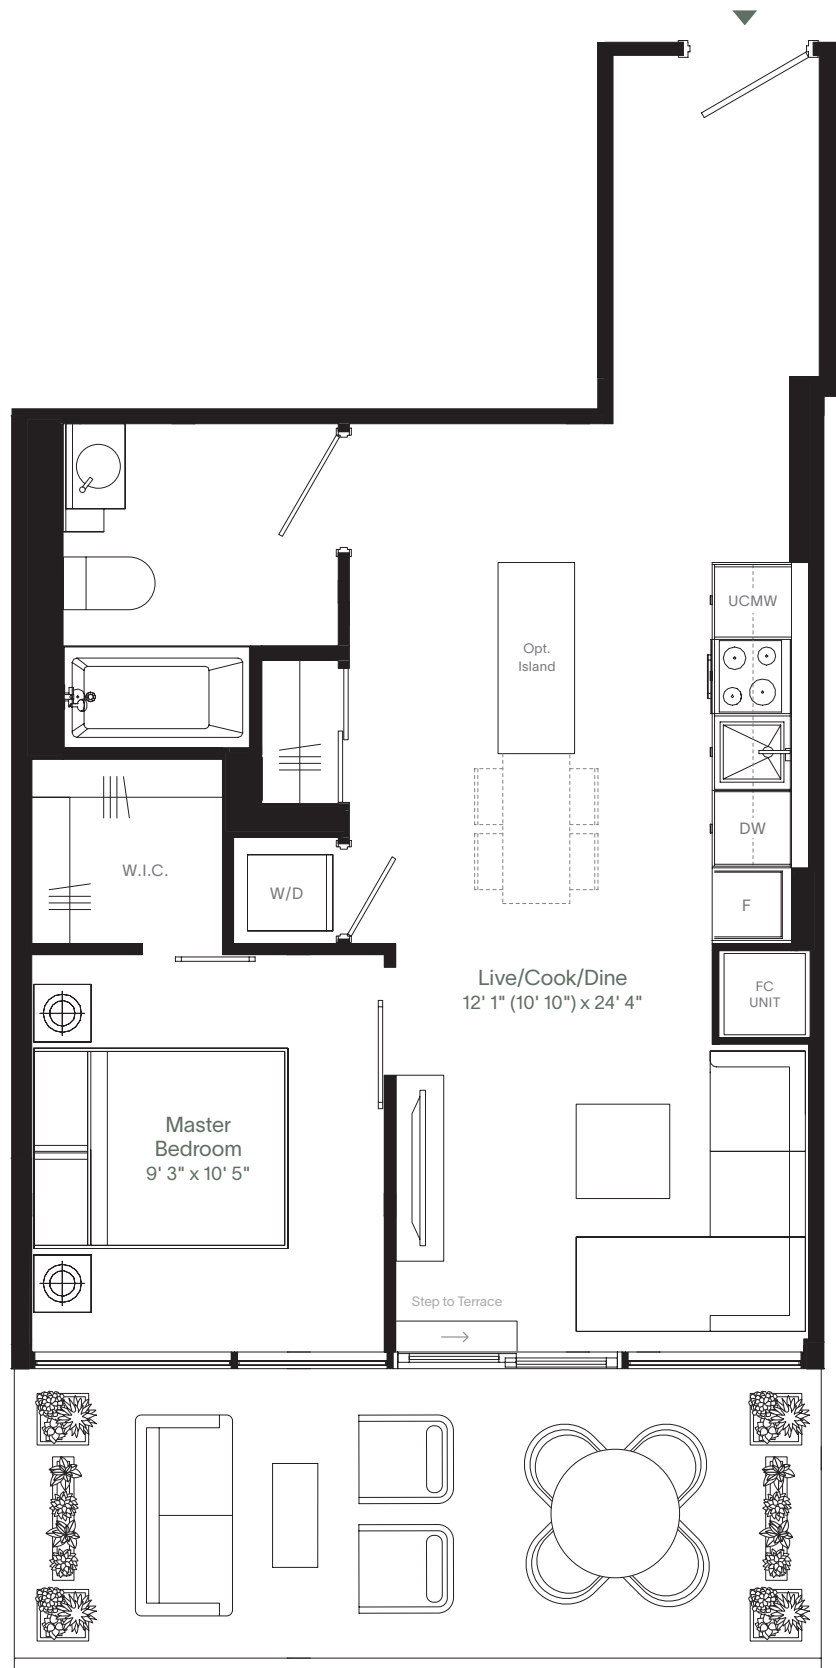 UCMW
Opt.
Island
DW
W.I.C.
W/D
F
Live/Cook/Dine
12' 1" (10' 10") x 24' 4"
FC
UNIT
Master
Bedroom
9' 3" x 10' 5"
Step to Terrace